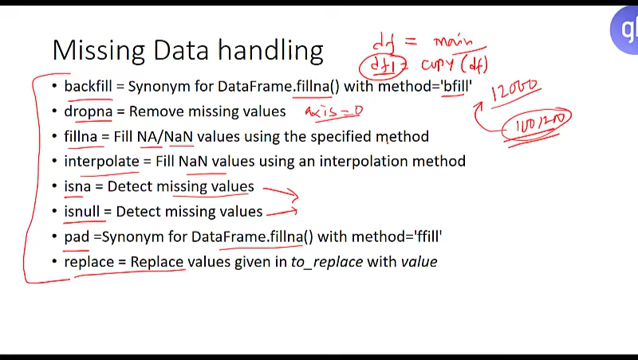 Missing Data handling
df = main
df1 = copy(df)
• backfill = Synonym for DataFrame.fillna() with method='bfill'
12000
• dropna = Remove missing values
axis=0
• fillna = Fill NA/NaN values using the specified method
• interpolate = Fill NaN values using an interpolation method
• isna = Detect missing values
• isnull = Detect missing values
• pad =Synonym for DataFrame.fillna() with method='ffill'
• replace = Replace values given in to_replace with value